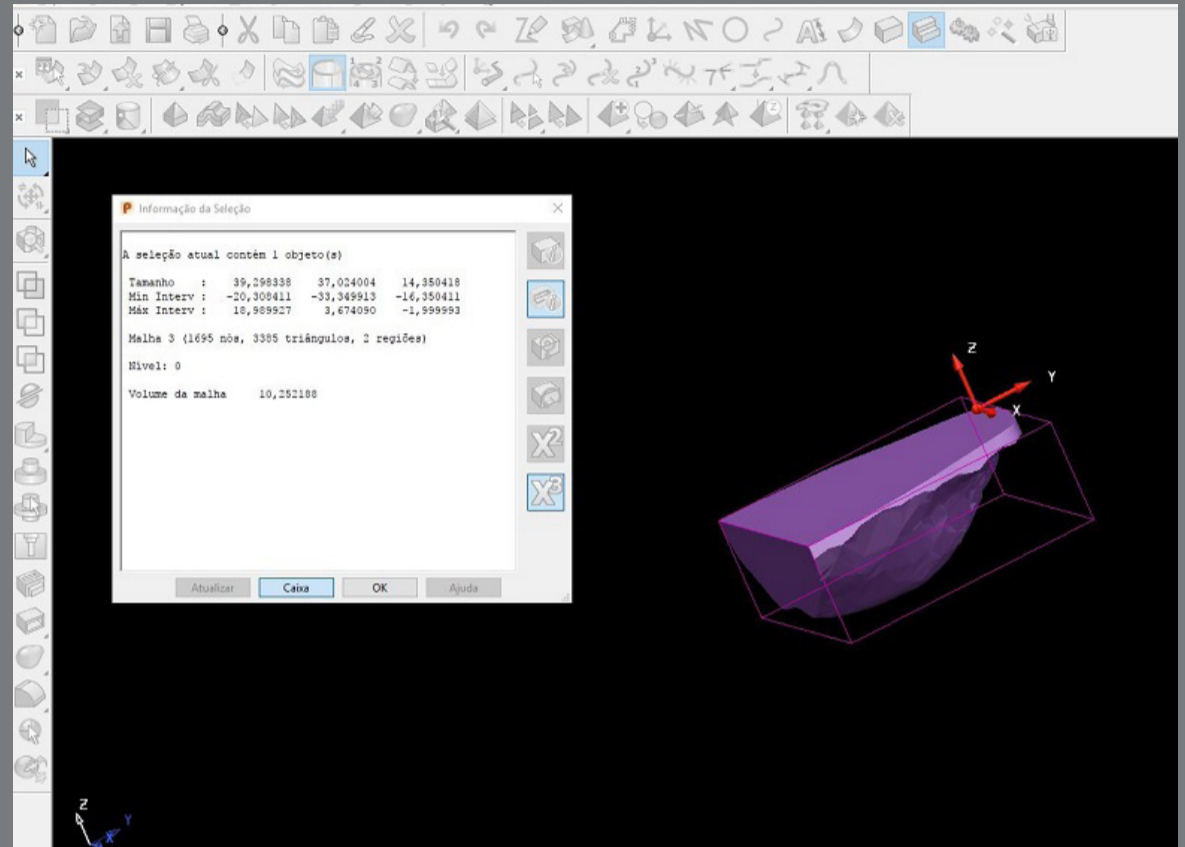 Informação da Seleção
A seleção atual contém 1 objeto(s)
Tamanho : 39,298338 37,024004 14,350418
Min Interv : -20,308411 -33,349913 -16,350411
Máx Interv : 18,989927 3,674090 -1,999993
Malha 3 (1695 nós, 3385 triângulos, 2 regiões)
Nível: 0
Volume da malha 10,252188
X²
X³
Atualizar Caixa OK Ajuda
Z
Y
X
Z
Y
X